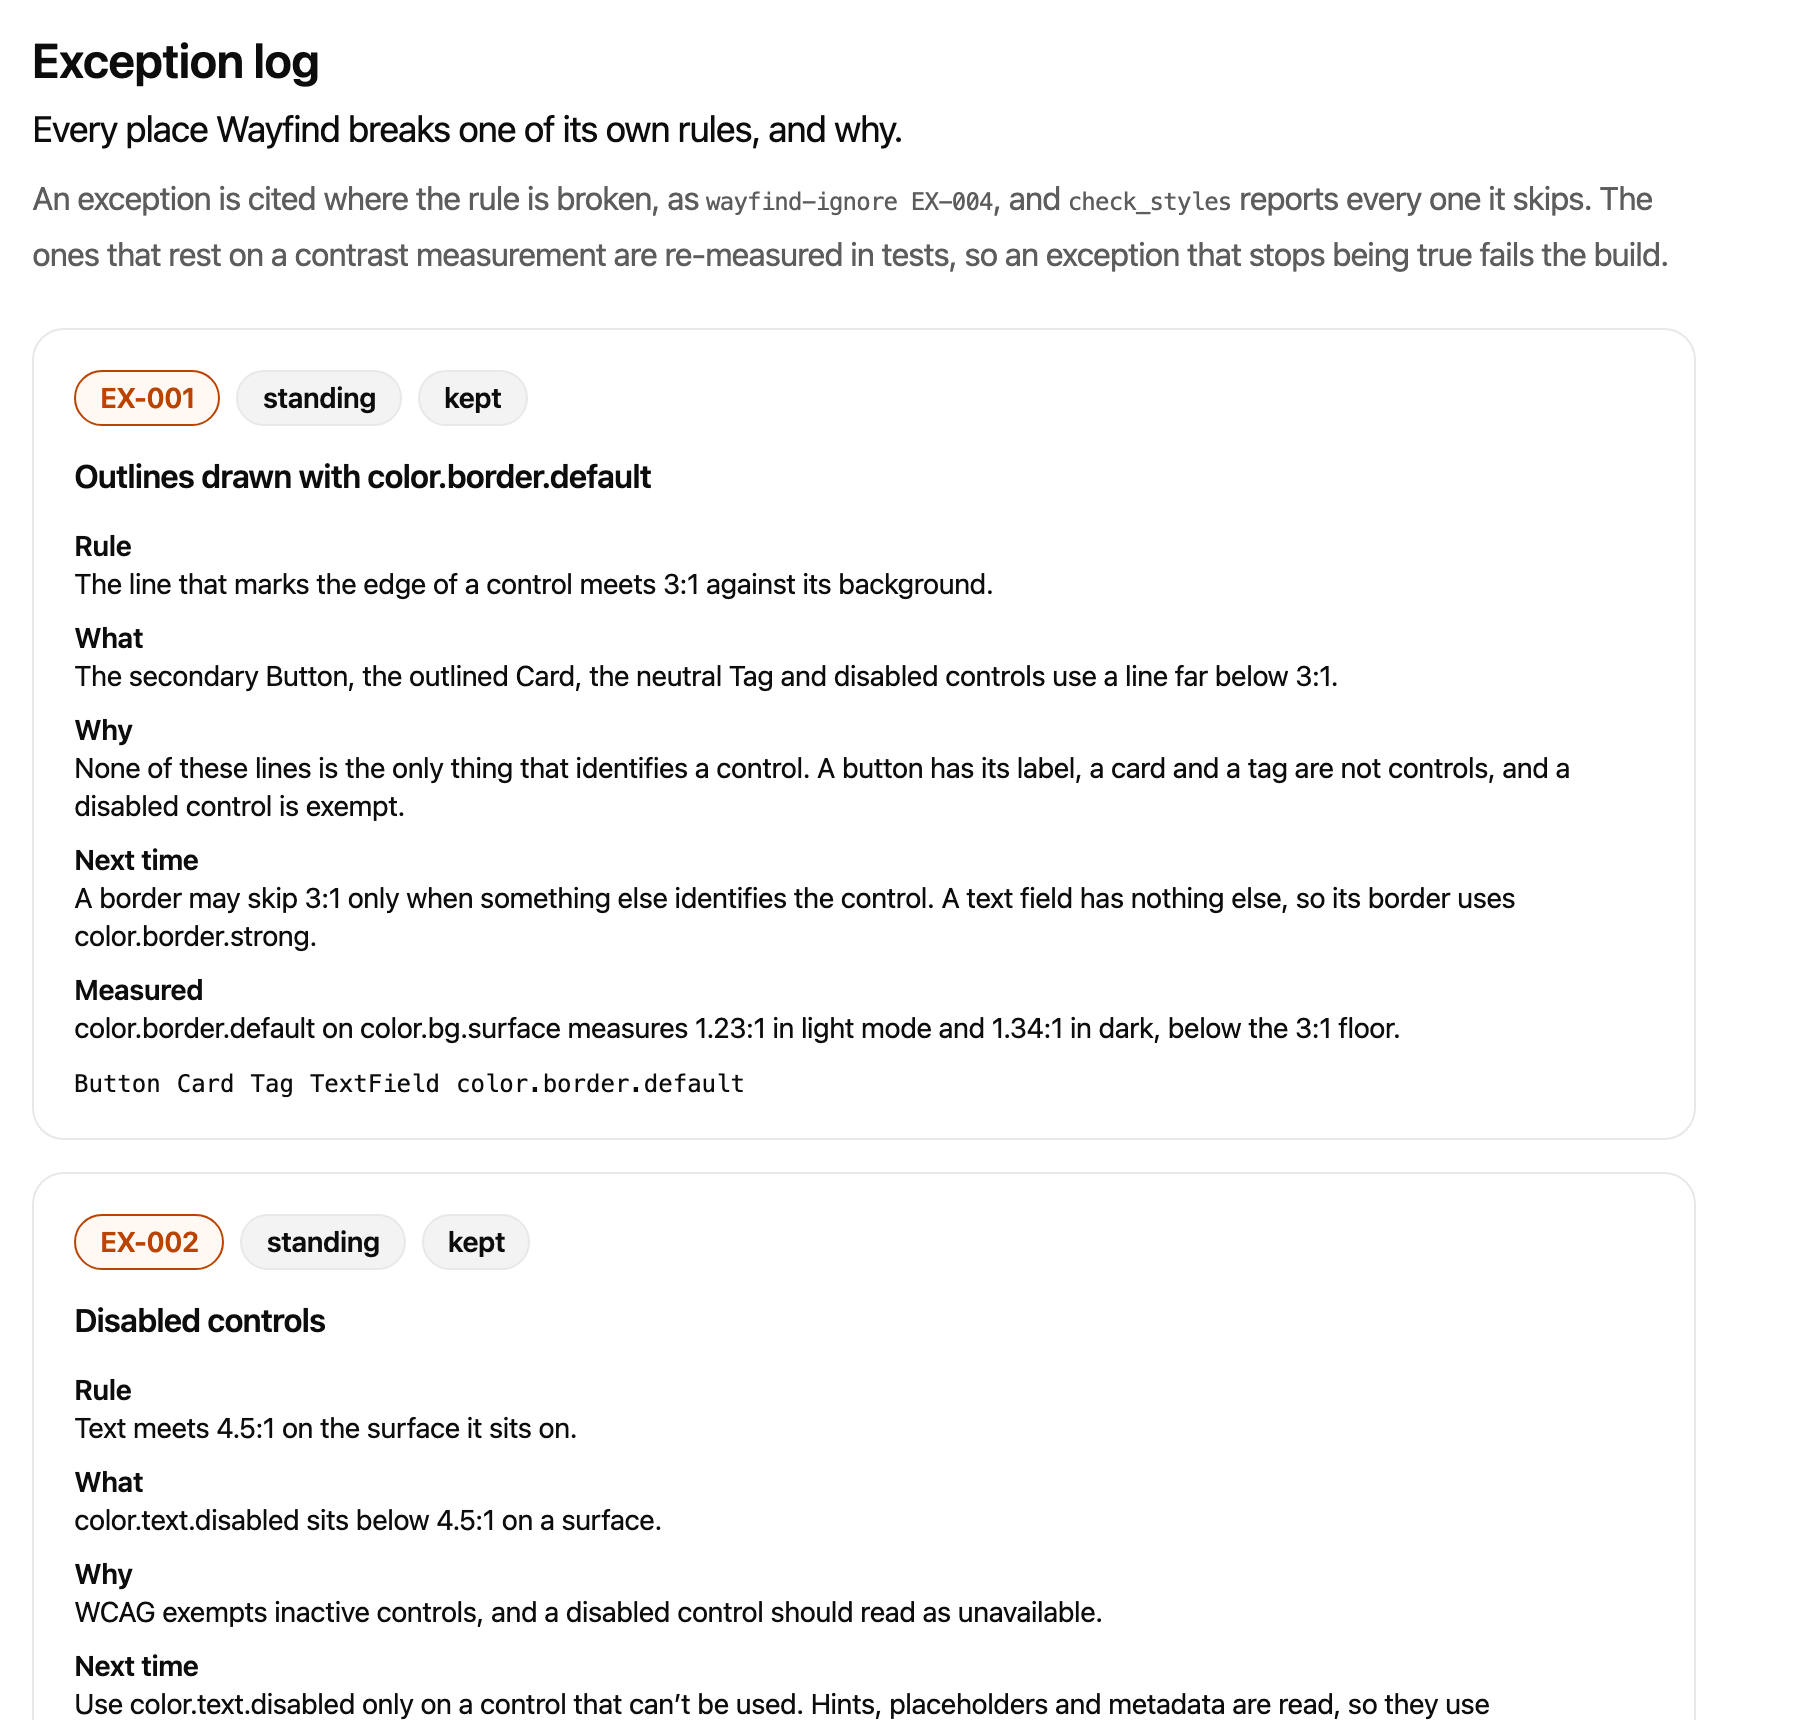 Exception log
Every place Wayfind breaks one of its own rules, and why.
An exception is cited where the rule is broken, as wayfind-ignore EX-004, and check_styles reports every one it skips. The
ones that rest on a contrast measurement are re-measured in tests, so an exception that stops being true fails the build.
EX-001 standing kept
Outlines drawn with color.border.default
Rule
The line that marks the edge of a control meets 3:1 against its background.
What
The secondary Button, the outlined Card, the neutral Tag and disabled controls use a line far below 3:1.
Why
None of these lines is the only thing that identifies a control. A button has its label, a card and a tag are not controls, and a
disabled control is exempt.
Next time
A border may skip 3:1 only when something else identifies the control. A text field has nothing else, so its border uses
color.border.strong.
Measured
color.border.default on color.bg.surface measures 1.23:1 in light mode and 1.34:1 in dark, below the 3:1 floor.
Button Card Tag TextField color.border.default
EX-002 standing kept
Disabled controls
Rule
Text meets 4.5:1 on the surface it sits on.
What
color.text.disabled sits below 4.5:1 on a surface.
Why
WCAG exempts inactive controls, and a disabled control should read as unavailable.
Next time
Use color.text.disabled only on a control that can’t be used. Hints, placeholders and metadata are read, so they use